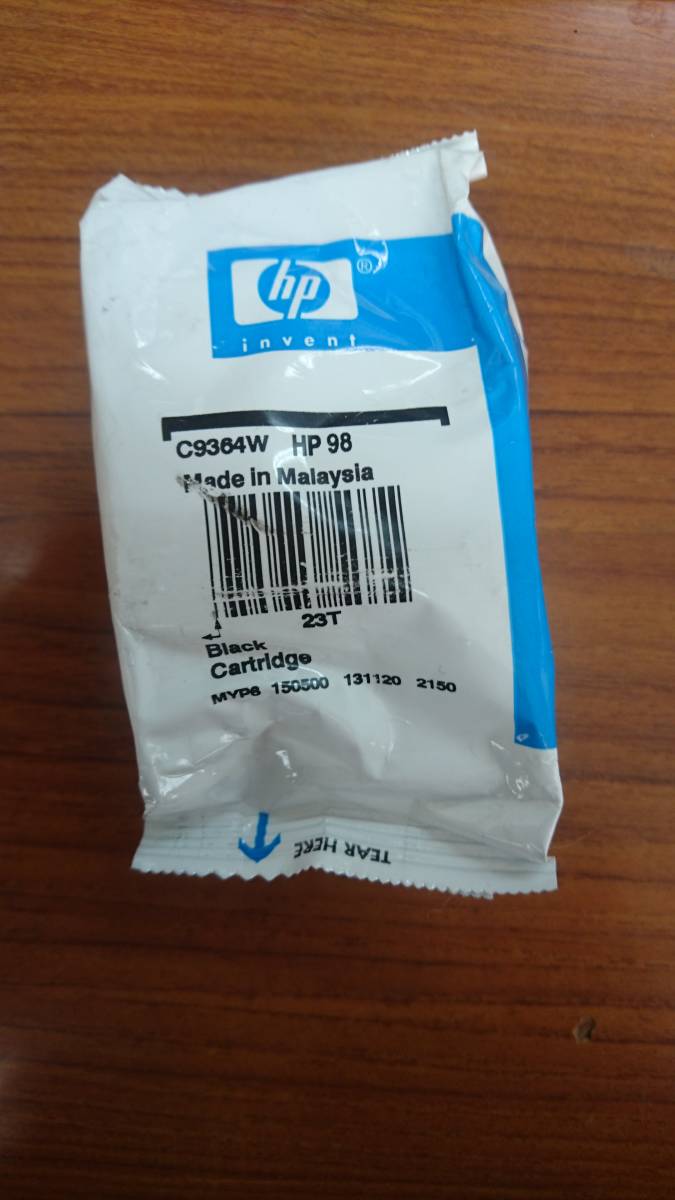 hp®
invent
C9364W HP 98
Made in Malaysia
23T
Black
Cartridge
MYP6 150500 131120 2150
TEAR HERE